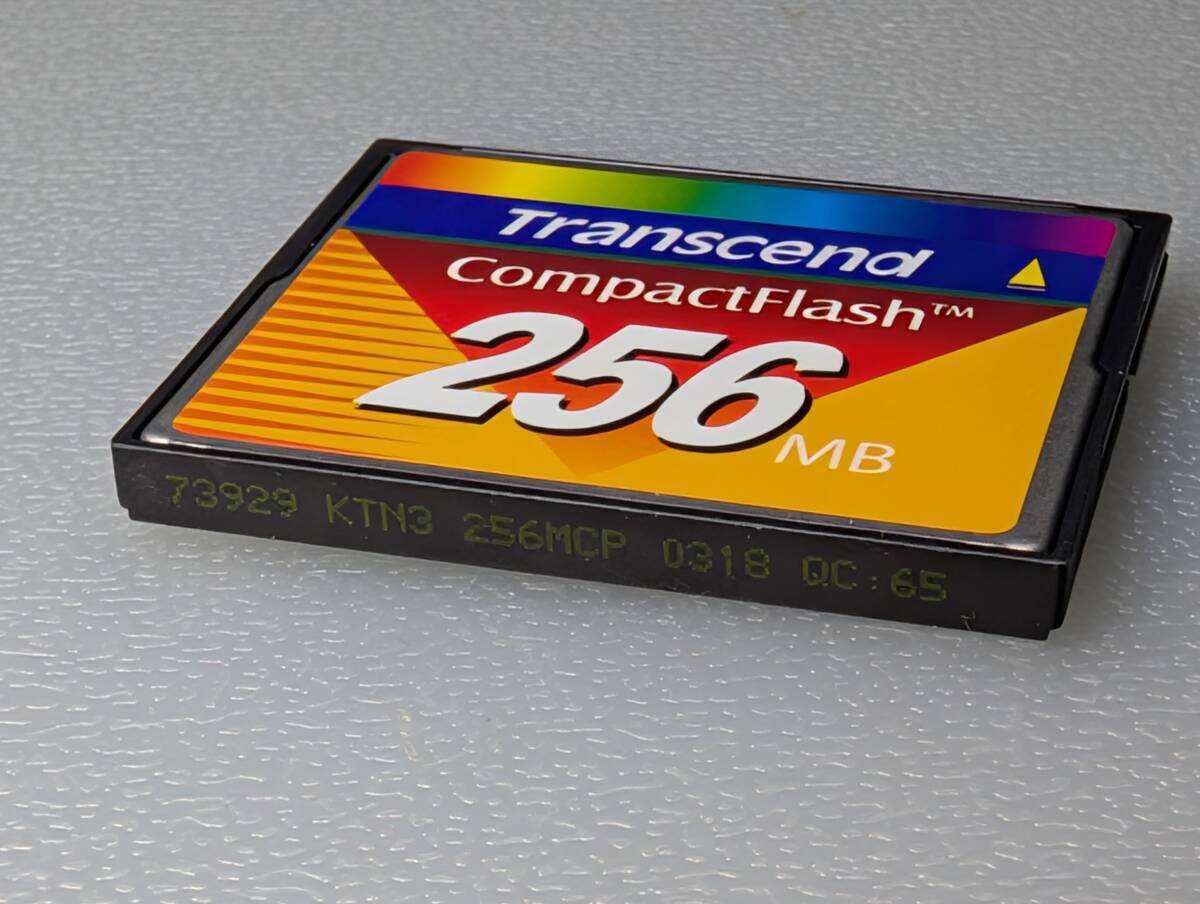 Transcend
CompactFlash™
256
MB
73929 KTN3 256MCP 0318 QC:65